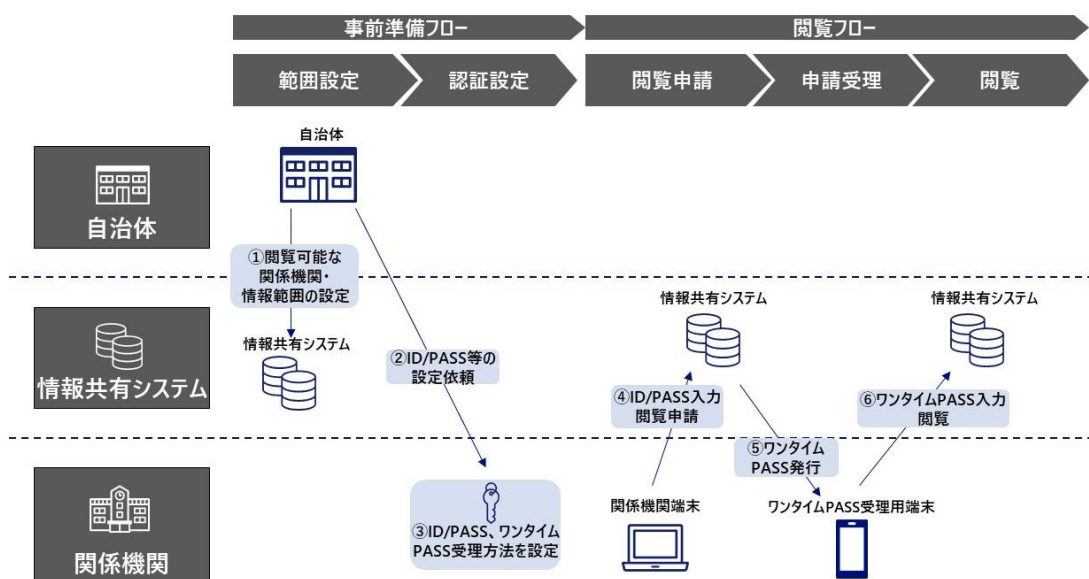 事前準備フロー
閲覧フロー
範囲設定
認証設定
閲覧申請
申請受理
閲覧
自治体
自治体
①閲覧可能な
関係機関・
情報範囲の設定
情報共有システム
情報共有システム
②ID/PASS等の
設定依頼
情報共有システム
④ID/PASS入力
閲覧申請
情報共有システム
⑥ワンタイムPASS入力
閲覧
⑤ワンタイム
PASS発行
関係機関
③ID/PASS、ワンタイム
PASS受理方法を設定
関係機関端末
ワンタイムPASS受理用端末